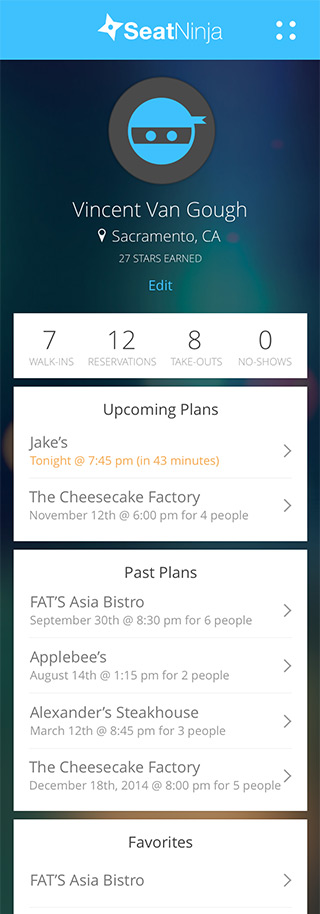 SeatNinja
Vincent Van Gough
Sacramento, CA
27 STARS EARNED
Edit
7 12 8 0
WALK-INS RESERVATIONS TAKE-OUTS NO-SHOWS
Upcoming Plans
Jake's
Tonight @ 7:45 pm (in 43 minutes)
The Cheesecake Factory
November 12th @ 6:00 pm for 4 people
Past Plans
FAT'S Asia Bistro
September 30th @ 8:30 pm for 6 people
Applebee's
August 14th @ 1:15 pm for 2 people
Alexander's Steakhouse
March 12th @ 8:45 pm for 3 people
The Cheesecake Factory
December 18th, 2014 @ 8:00 pm for 5 people
Favorites
FAT'S Asia Bistro